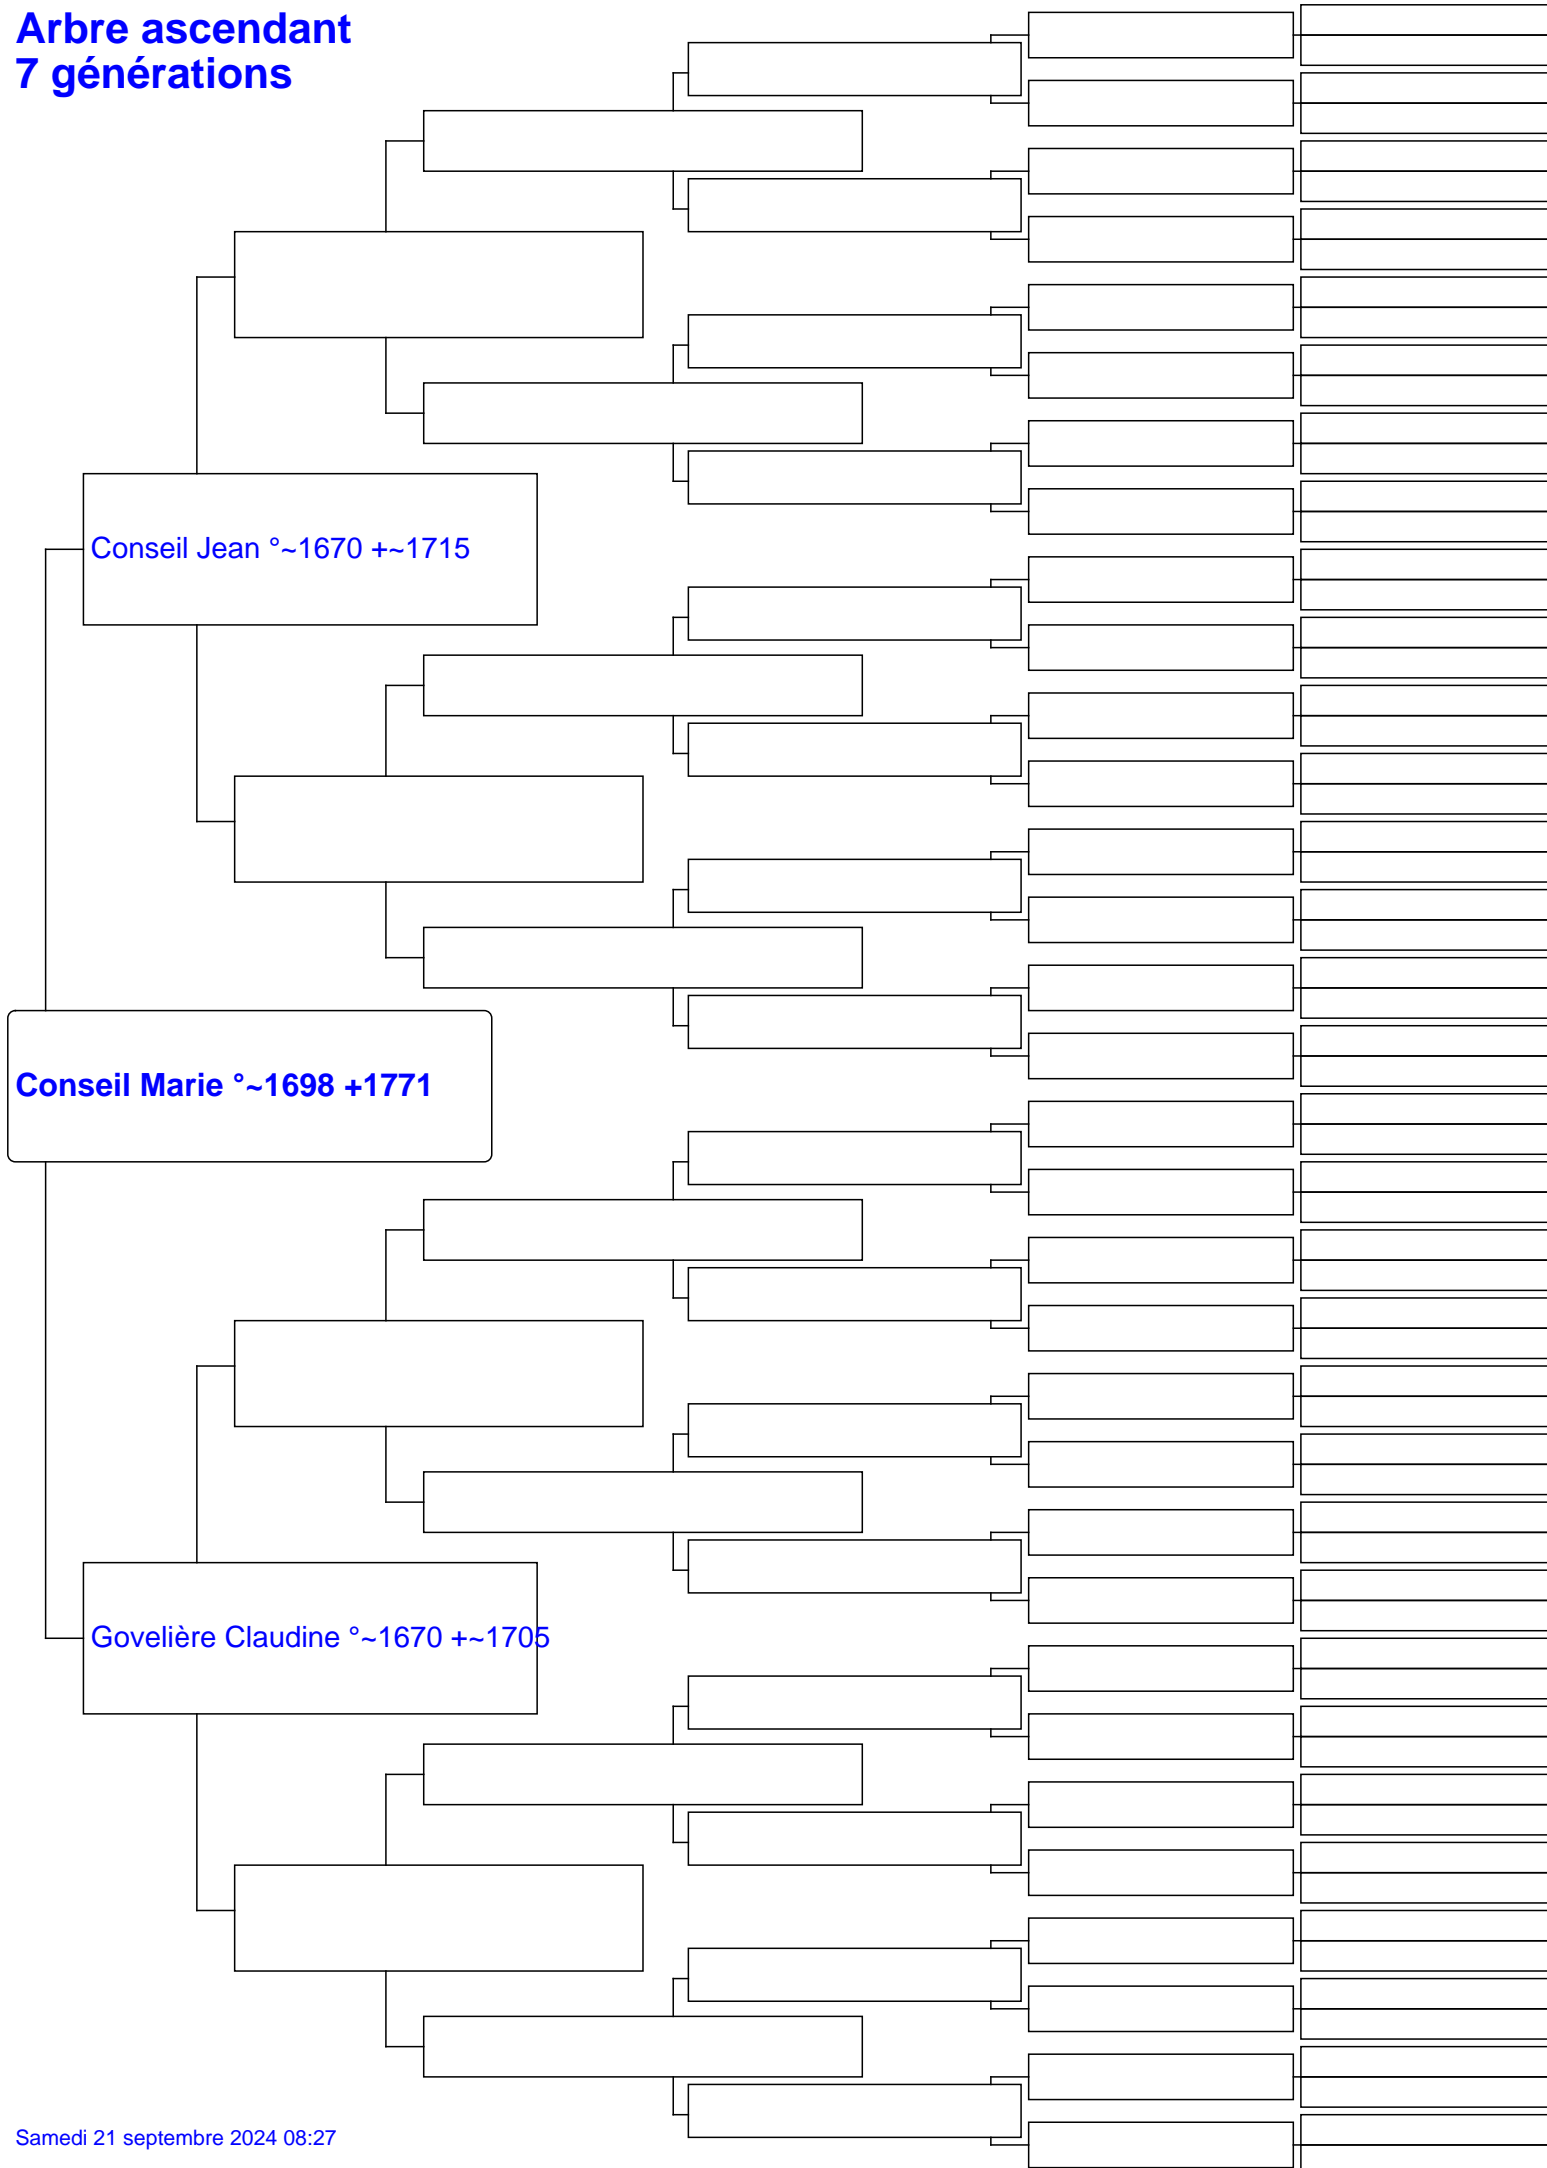 Arbre ascendant
7 générations
Conseil Jean °~1670 +~1715
Conseil Marie °~1698 +1771
Govelière Claudine °~1670 +~1705
Samedi 21 septembre 2024 08:27